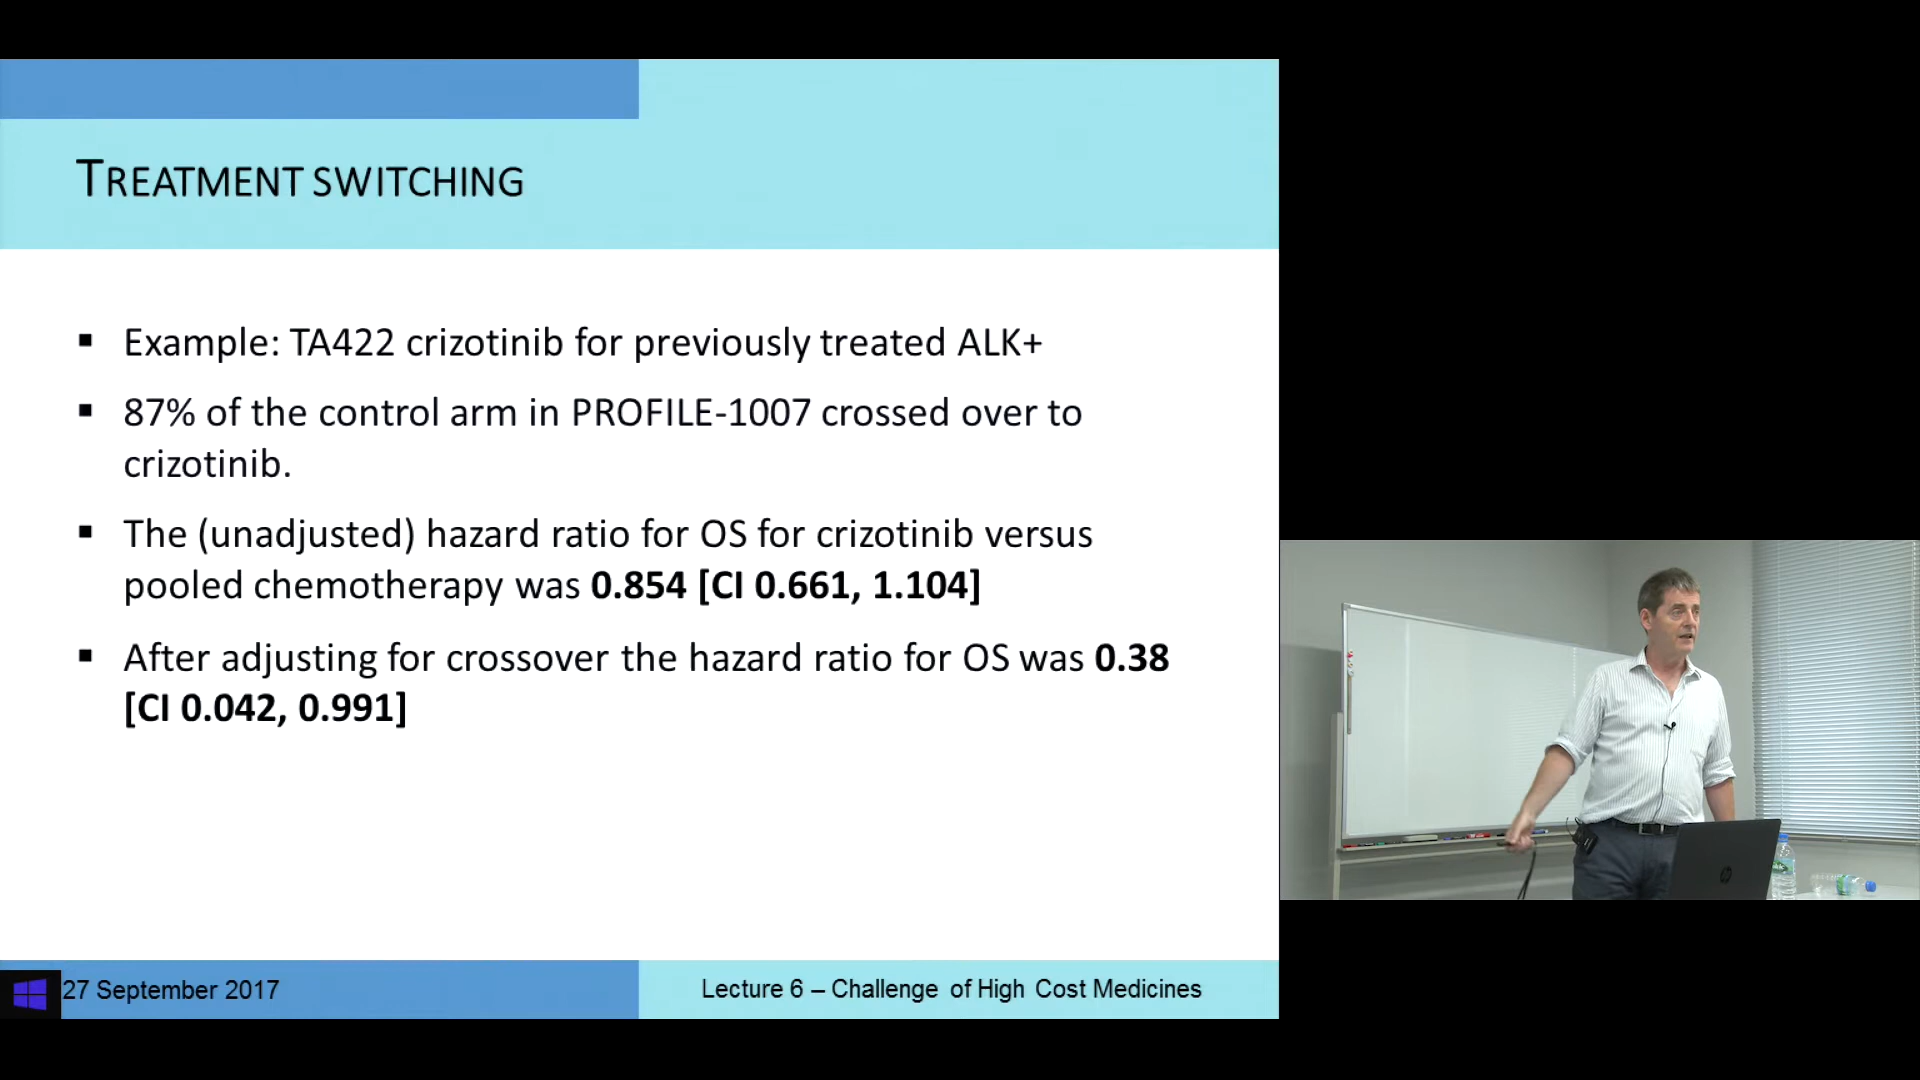 TREATMENT SWITCHING
▪ Example: TA422 crizotinib for previously treated ALK+
▪ 87% of the control arm in PROFILE-1007 crossed over to
crizotinib.
▪ The (unadjusted) hazard ratio for OS for crizotinib versus
pooled chemotherapy was 0.854 [CI 0.661, 1.104]
▪ After adjusting for crossover the hazard ratio for OS was 0.38
[CI 0.042, 0.991]
27 September 2017
Lecture 6 – Challenge of High Cost Medicines